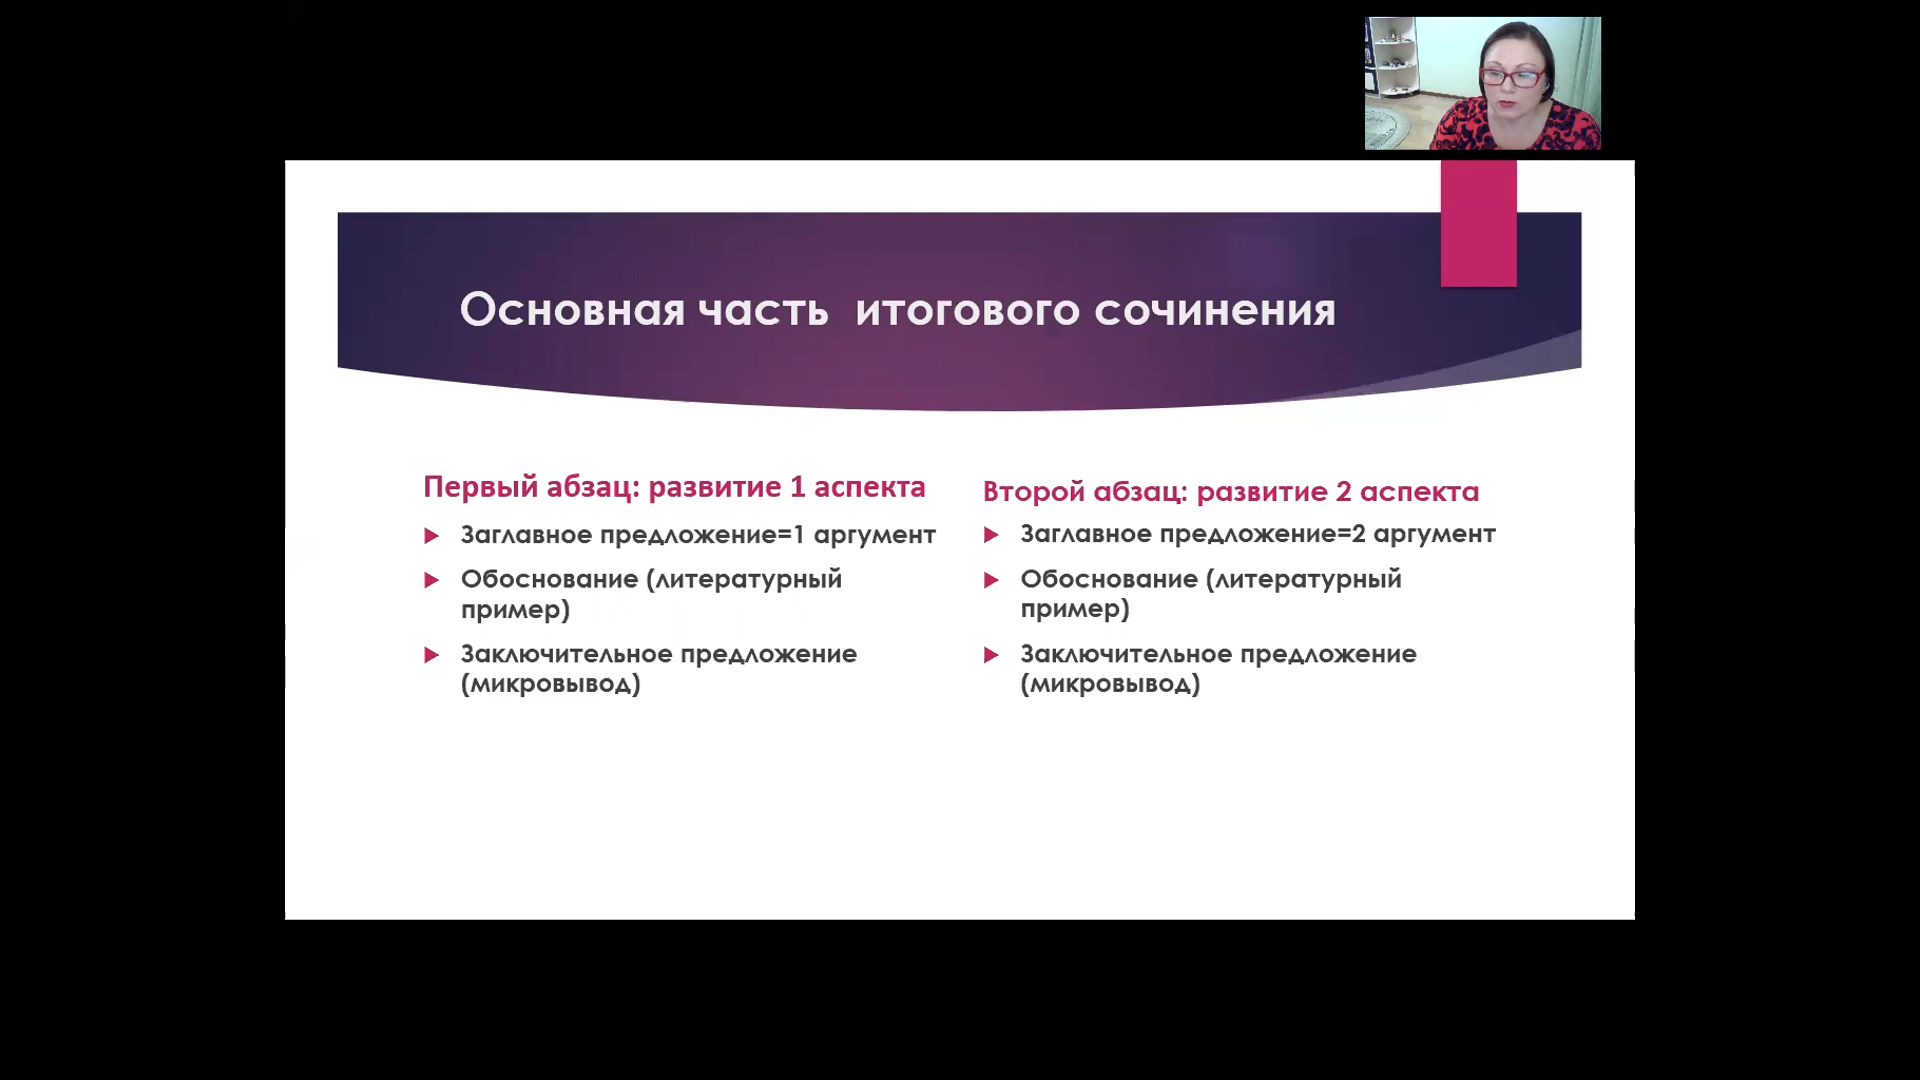 Основная часть итогового сочинения
Первый абзац: развитие 1 аспекта
Заглавное предложение=1 аргумент
Обоснование (литературный
пример)
Заключительное предложение
(микровывод)
Второй абзац: развитие 2 аспекта
Заглавное предложение=2 аргумент
Обоснование (литературный
пример)
Заключительное предложение
(микровывод)